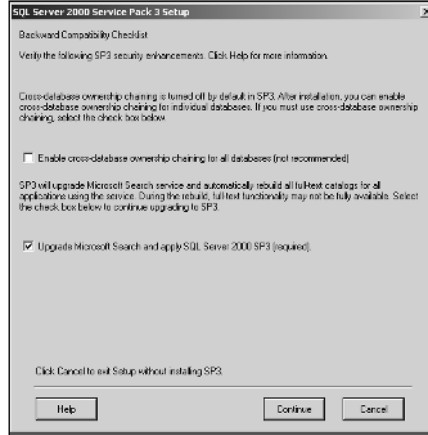 SQL Server 2000 Service Pack 3 Setup
Backward Compatibility Checklist
Verify the following SP3 security enhancements. Click Help for more information.
Cross-database ownership chaining is turned off by default in SP3. After installation, you can enable
cross-database ownership chaining for individual databases. If you must use cross-database ownership
chaining, select the check box below.
Enable cross-database ownership chaining for all databases (not recommended)
SP3 will upgrade Microsoft Search service and automatically rebuild all full-text catalogs for all
applications using the service. During the rebuild, full-text functionality may not be fully available. Select
the check box below to continue upgrading to SP3.
Upgrade Microsoft Search and apply SQL Server 2000 SP3 (required).
Click Cancel to exit Setup without installing SP3.
Help Continue Cancel